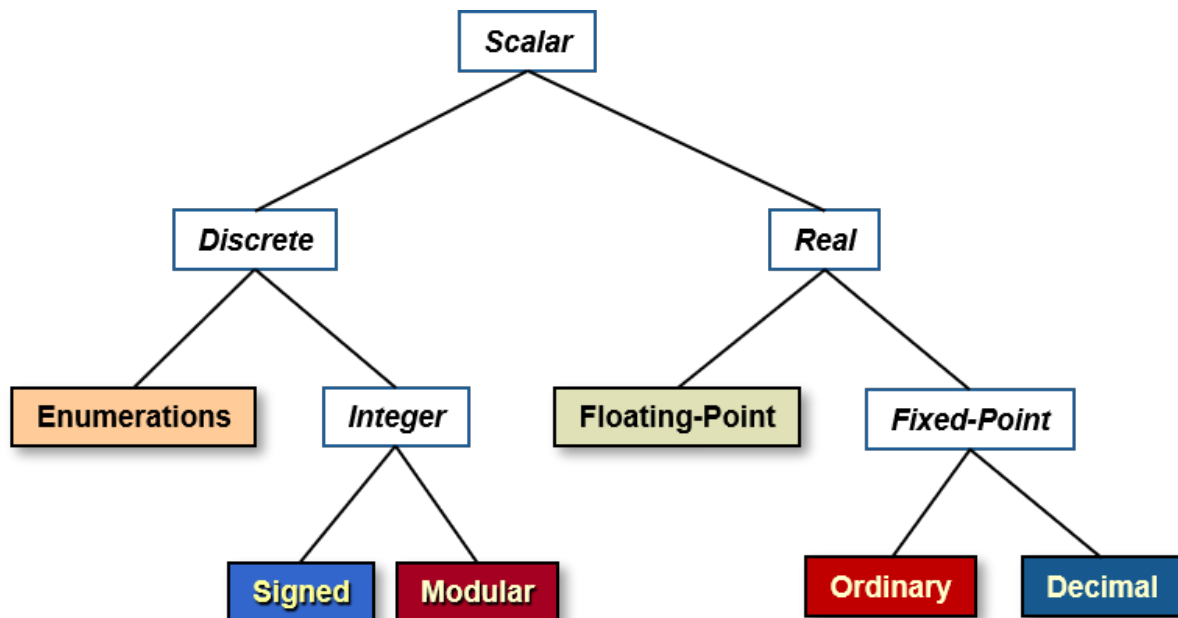 Scalar
Discrete
Real
Enumerations
Integer
Floating-Point
Fixed-Point
Signed
Modular
Ordinary
Decimal